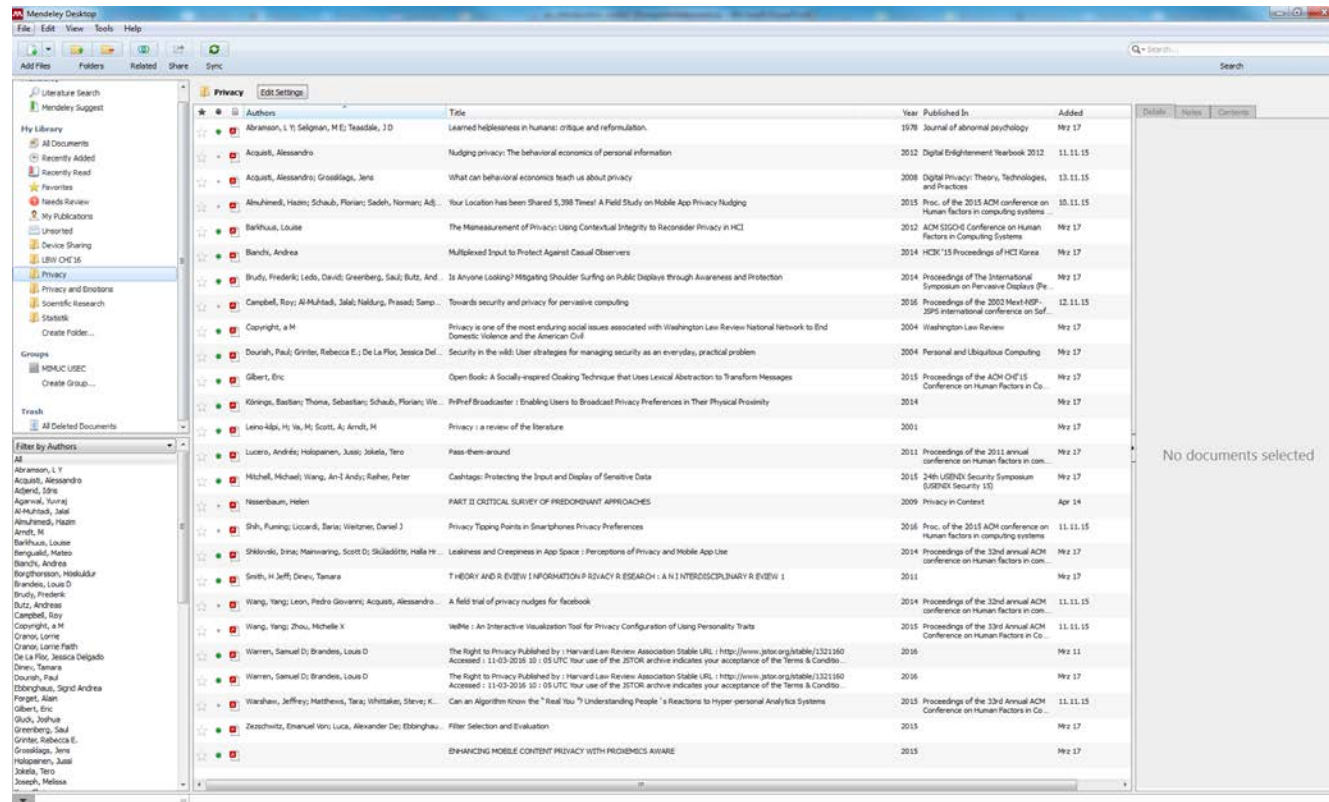 Mendeley Desktop
File Edit View Tools Help
Add Files Folders Related Share Sync
Search...
Search
Literature Search
Mendeley Suggest
My Library
All Documents
Recently Added
Recently Read
Favorites
Needs Review
My Publications
Unsorted
Device Sharing
LBW CHI'16
Privacy
Privacy and Emotions
Scientific Research
Statistik
Create Folder...
Groups
MIMUC USEC
Create Group...
Trash
All Deleted Documents
Filter by Authors
All
Abramson, L Y
Acquisti, Alessandro
Adjerid, Idris
Agarwal, Yuvraj
Al-Muhtadi, Jalal
Almuhimedi, Hazim
Arndt, M
Barkhuus, Louise
Bengualid, Mateo
Bianchi, Andrea
Borgthorsson, Höskuldur
Brandeis, Louis D
Brudy, Frederik
Butz, Andreas
Campbell, Roy
Copyright, a M
Cranor, Lorrie
Cranor, Lorrie Faith
De La Flor, Jessica Delgado
Dinev, Tamara
Dourish, Paul
Ebbinghaus, Sigrid Andrea
Forget, Alain
Gilbert, Eric
Gluck, Joshua
Greenberg, Saul
Grinter, Rebecca E.
Grossklags, Jens
Holopainen, Jussi
Jokela, Tero
Joseph, Melissa
Privacy Edit Settings
Authors Title Year Published In Added
Abramson, L Y; Seligman, M E; Teasdale, J D Learned helplessness in humans: critique and reformulation. 1978 Journal of abnormal psychology Mrz 17
Acquisti, Alessandro Nudging privacy: The behavioral economics of personal information 2012 Digital Enlightenment Yearbook 2012 11.11.15
Acquisti, Alessandro; Grossklags, Jens What can behavioral economics teach us about privacy 2008 Digital Privacy: Theory, Technologies, 13.11.15
and Practices
Almuhimedi, Hazim; Schaub, Florian; Sadeh, Norman; Adj... Your Location has been Shared 5,398 Times! A Field Study on Mobile App Privacy Nudging 2015 Proc. of the 2015 ACM conference on 10.11.15
Human factors in computing systems ...
Barkhuus, Louise The Mismeasurement of Privacy: Using Contextual Integrity to Reconsider Privacy in HCI 2012 ACM SIGCHI Conference on Human Mrz 17
Factors in Computing Systems
Bianchi, Andrea Multiplexed Input to Protect Against Casual Observers 2014 HCIK '15 Proceedings of HCI Korea Mrz 17
Brudy, Frederik; Ledo, David; Greenberg, Saul; Butz, And... Is Anyone Looking? Mitigating Shoulder Surfing on Public Displays through Awareness and Protection 2014 Proceedings of The International Mrz 17
Symposium on Pervasive Displays (Pe...
Campbell, Roy; Al-Muhtadi, Jalal; Naldurg, Prasad; Samp... Towards security and privacy for pervasive computing 2016 Proceedings of the 2002 Mext-NSF- 12.11.15
JSPS international conference on Sof...
Copyright, a M Privacy is one of the most enduring social issues associated with Washington Law Review National Network to End 2004 Washington Law Review Mrz 17
Domestic Violence and the American Civil
Dourish, Paul; Grinter, Rebecca E.; De La Flor, Jessica Del... Security in the wild: User strategies for managing security as an everyday, practical problem 2004 Personal and Ubiquitous Computing Mrz 17
Gilbert, Eric Open Book: A Socially-inspired Cloaking Technique that Uses Lexical Abstraction to Transform Messages 2015 Proceedings of the ACM CHI'15 Mrz 17
Conference on Human Factors in Co...
Könings, Bastian; Thoma, Sebastian; Schaub, Florian; We... PriPref Broadcaster : Enabling Users to Broadcast Privacy Preferences in Their Physical Proximity 2014 Mrz 17
Leino-kilpi, H; Va, M; Scott, A; Arndt, M Privacy : a review of the literature 2001 Mrz 17
Lucero, Andrés; Holopainen, Jussi; Jokela, Tero Pass-them-around 2011 Proceedings of the 2011 annual Mrz 17
conference on Human factors in com...
Mitchell, Michael; Wang, An-I Andy; Reiher, Peter Cashtags: Protecting the Input and Display of Sensitive Data 2015 24th USENIX Security Symposium Mrz 17
(USENIX Security 15)
Nissenbaum, Helen PART II CRITICAL SURVEY OF PREDOMINANT APPROACHES 2009 Privacy in Context Apr 14
Shih, Fuming; Liccardi, Ilaria; Weitzner, Daniel J Privacy Tipping Points in Smartphones Privacy Preferences 2016 Proc. of the 2015 ACM conference on 11.11.15
Human factors in computing systems
Shklovski, Irina; Mainwaring, Scott D; Skúladóttir, Halla Hr... Leakiness and Creepiness in App Space : Perceptions of Privacy and Mobile App Use 2014 Proceedings of the 32nd annual ACM Mrz 17
conference on Human factors in com...
Smith, H Jeff; Dinev, Tamara T HEORY AND R EVIEW I NFORMATION P RIVACY R ESEARCH : A N I NTERDISCIPLINARY R EVIEW 1 2011 Mrz 17
Wang, Yang; Leon, Pedro Giovanni; Acquisti, Alessandro... A field trial of privacy nudges for facebook 2014 Proceedings of the 32nd annual ACM 11.11.15
conference on Human factors in com...
Wang, Yang; Zhou, Michelle X VeilMe : An Interactive Visualization Tool for Privacy Configuration of Using Personality Traits 2015 Proceedings of the 33rd Annual ACM 11.11.15
Conference on Human Factors in Co...
Warren, Samuel D; Brandeis, Louis D The Right to Privacy Published by : Harvard Law Review Association Stable URL : http://www.jstor.org/stable/1321160 2016 Mrz 11
Accessed : 11-03-2016 10 : 05 UTC Your use of the JSTOR archive indicates your acceptance of the Terms & Conditio...
Warren, Samuel D; Brandeis, Louis D The Right to Privacy Published by : Harvard Law Review Association Stable URL : http://www.jstor.org/stable/1321160 2016 Mrz 17
Accessed : 11-03-2016 10 : 05 UTC Your use of the JSTOR archive indicates your acceptance of the Terms & Conditio...
Warshaw, Jeffrey; Matthews, Tara; Whittaker, Steve; K... Can an Algorithm Know the " Real You "? Understanding People ' s Reactions to Hyper-personal Analytics Systems 2015 Proceedings of the 33rd Annual ACM 11.11.15
Conference on Human Factors in Co...
Zezschwitz, Emanuel Von; Luca, Alexander De; Ebbinghau... Filter Selection and Evaluation 2015 Mrz 17
ENHANCING MOBILE CONTENT PRIVACY WITH PROXEMICS AWARE 2015 Mrz 17
Details Notes Contents
No documents selected